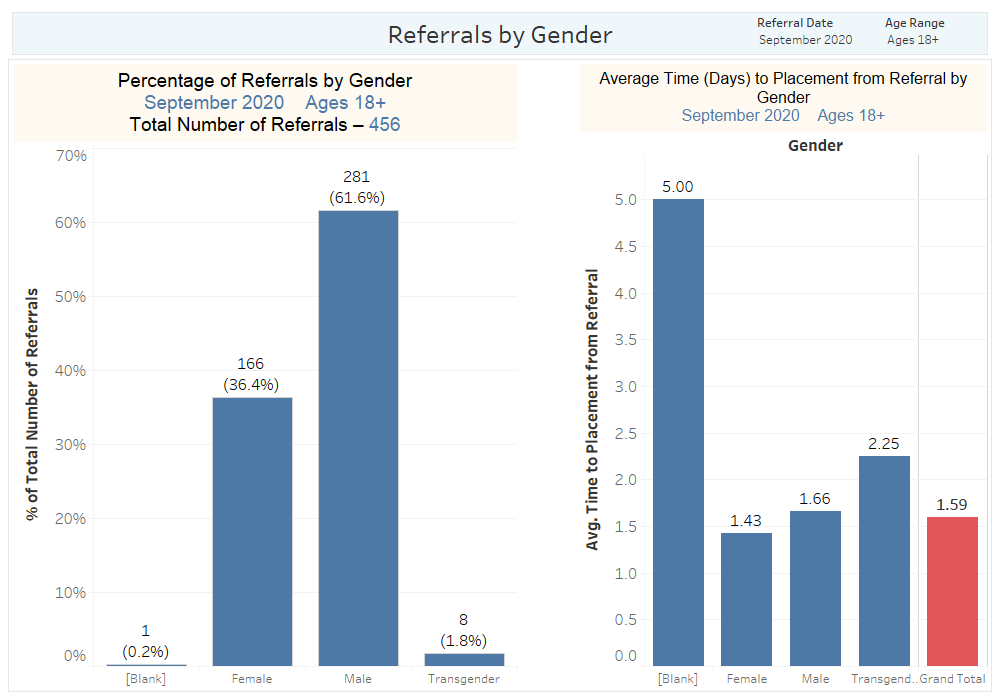 Referrals by Gender
Referral Date
September 2020
Age Range
Ages 18+
Percentage of Referrals by Gender
September 2020 Ages 18+
Total Number of Referrals – 456
% of Total Number of Referrals
70%
60%
50%
40%
30%
20%
10%
0%
1
(0.2%)
166
(36.4%)
281
(61.6%)
8
(1.8%)
[Blank]
Female
Male
Transgender
Average Time (Days) to Placement from Referral by
Gender
September 2020 Ages 18+
Gender
Avg. Time to Placement from Referral
5.0
4.5
4.0
3.5
3.0
2.5
2.0
1.5
1.0
0.5
0.0
5.00
1.43
1.66
2.25
1.59
[Blank]
Female
Male
Transgend..
Grand Total